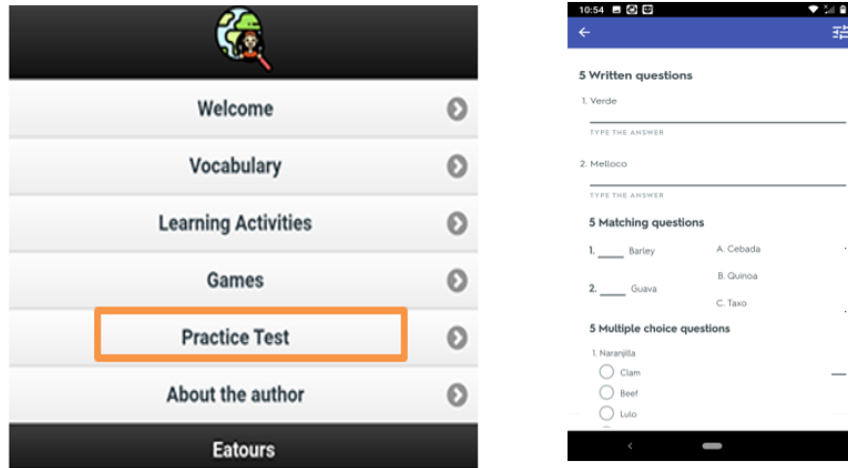 Welcome
Vocabulary
Learning Activities
Games
Practice Test
About the author
Eatours
10:54
5 Written questions
1. Verde
TYPE THE ANSWER
2. Melloco
TYPE THE ANSWER
5 Matching questions
1. ____ Barley A. Cebada
B. Quinoa
2. ____ Guava
C. Taxo
5 Multiple choice questions
1. Naranjilla
Clam
Beef
Lulo